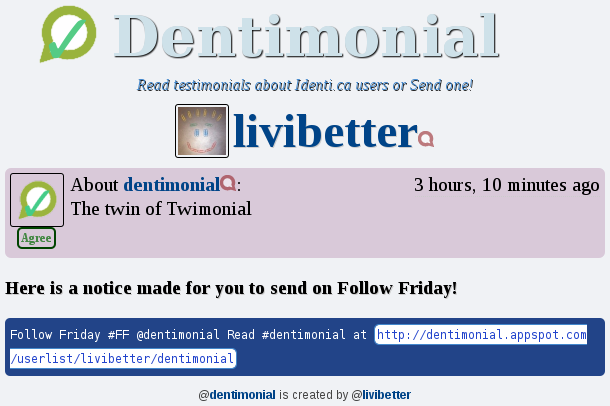 Dentimonial
Read testimonials about Identi.ca users or Send one!
livibetter
About dentimonial: 3 hours, 10 minutes ago
The twin of Twimonial
Agree
Here is a notice made for you to send on Follow Friday!
Follow Friday #FF @dentimonial Read #dentimonial at http://dentimonial.appspot.com
/userlist/livibetter/dentimonial
@dentimonial is created by @livibetter